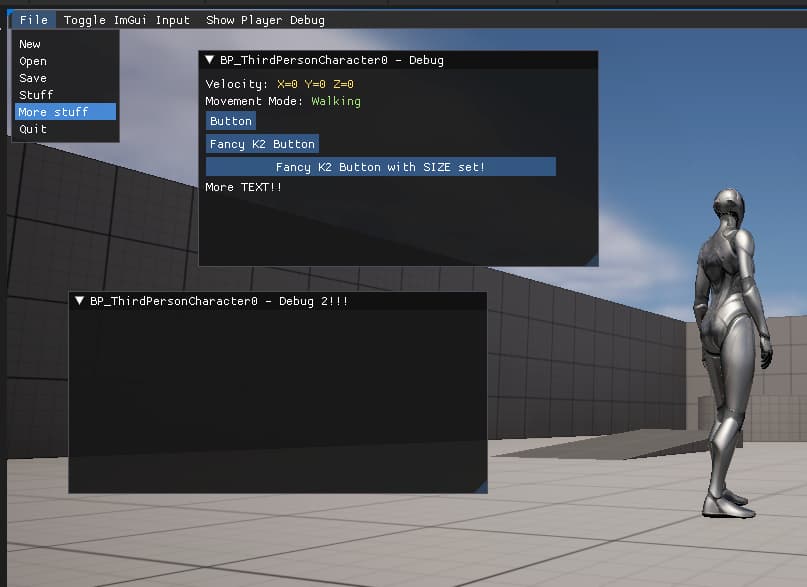 File Toggle ImGui Input Show Player Debug
New
Open
Save
Stuff
More stuff
Quit
BP_ThirdPersonCharacter0 - Debug
Velocity: X=0 Y=0 Z=0
Movement Mode: Walking
Button
Fancy K2 Button
Fancy K2 Button with SIZE set!
More TEXT!!
BP_ThirdPersonCharacter0 - Debug 2!!!